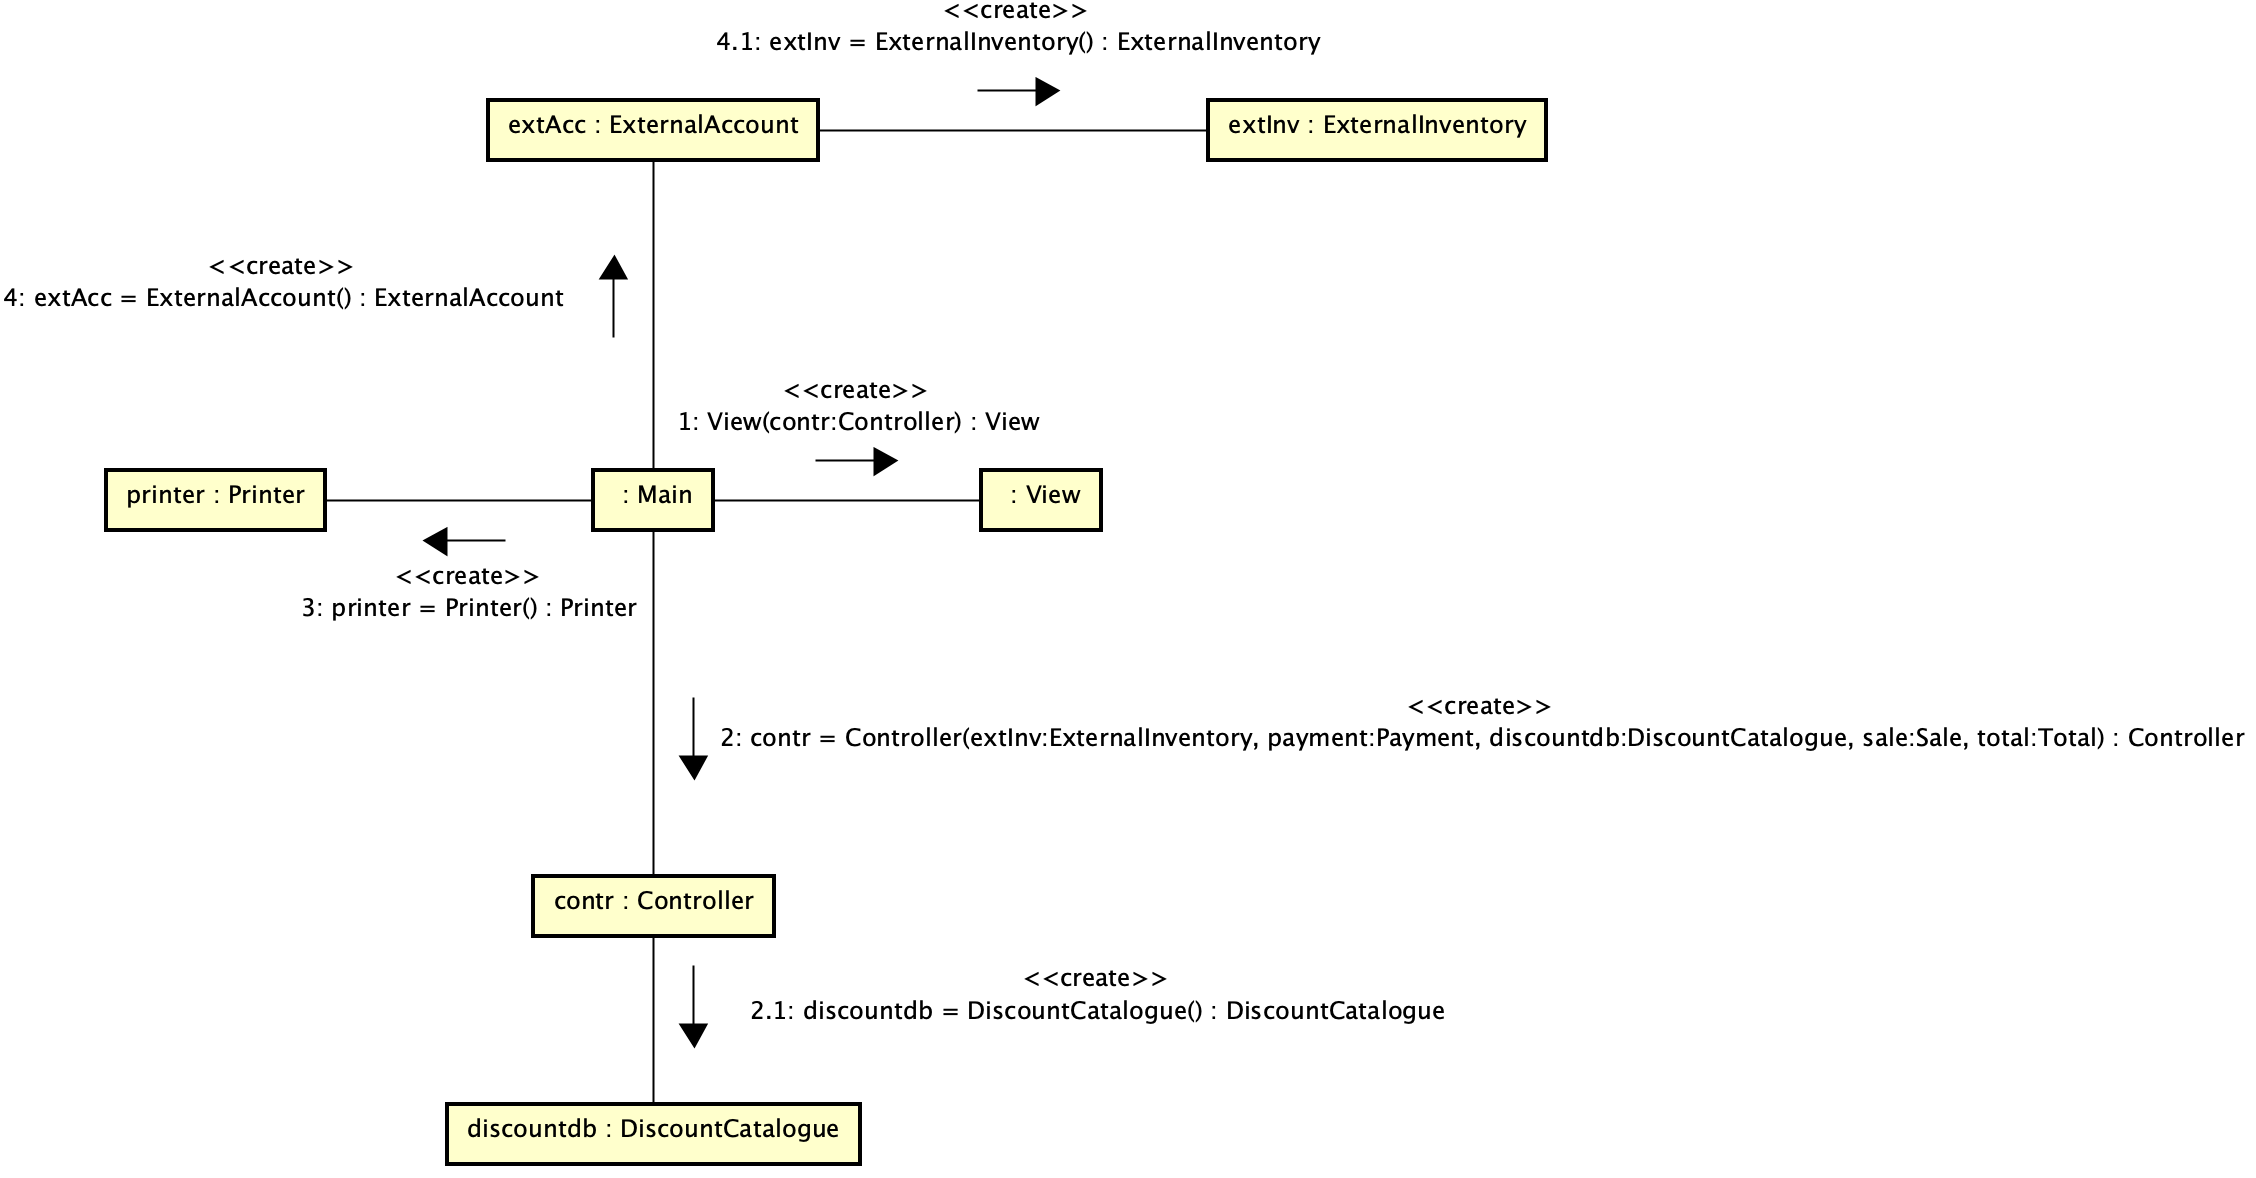 <<create>>
4.1: extInv = ExternalInventory() : ExternalInventory
extAcc : ExternalAccount
extInv : ExternalInventory
<<create>>
4: extAcc = ExternalAccount() : ExternalAccount
<<create>>
1: View(contr:Controller) : View
printer : Printer
: Main
: View
<<create>>
3: printer = Printer() : Printer
<<create>>
2: contr = Controller(extInv:ExternalInventory, payment:Payment, discountdb:DiscountCatalogue, sale:Sale, total:Total) : Controller
contr : Controller
<<create>>
2.1: discountdb = DiscountCatalogue() : DiscountCatalogue
discountdb : DiscountCatalogue